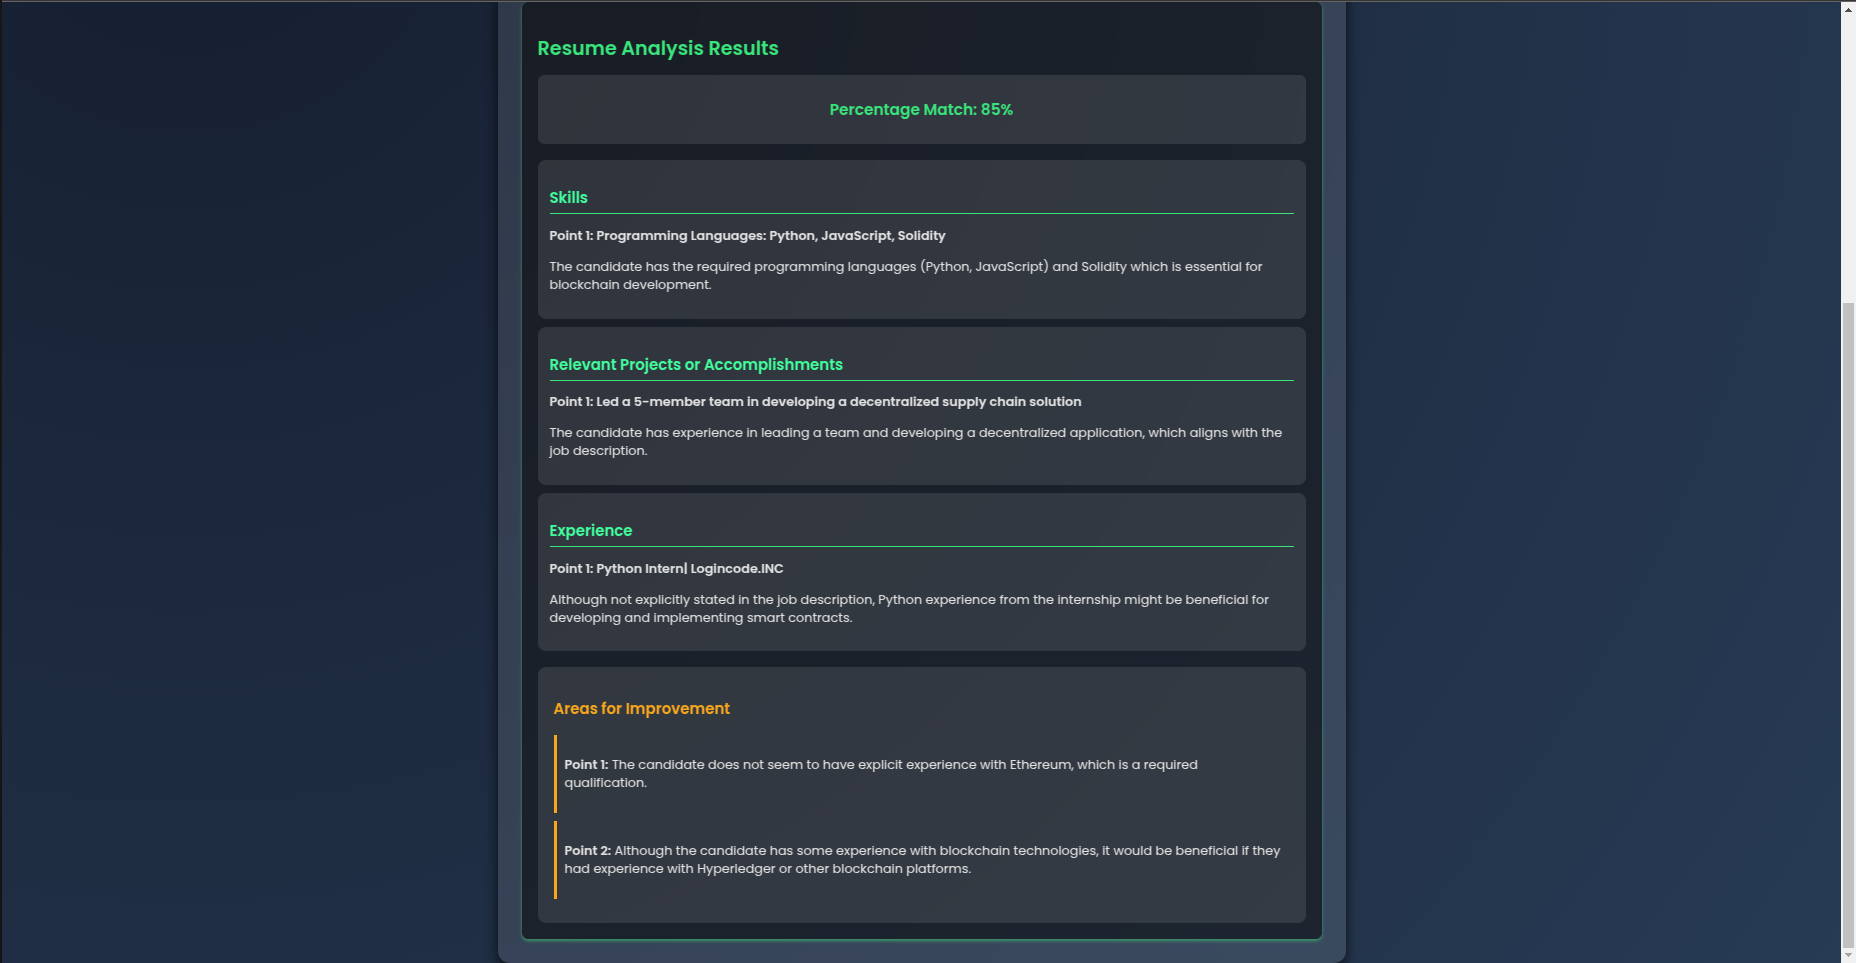 Resume Analysis Results
Percentage Match: 85%
Skills
Point 1: Programming Languages: Python, JavaScript, Solidity
The candidate has the required programming languages (Python, JavaScript) and Solidity which is essential for
blockchain development.
Relevant Projects or Accomplishments
Point 1: Led a 5-member team in developing a decentralized supply chain solution
The candidate has experience in leading a team and developing a decentralized application, which aligns with the
job description.
Experience
Point 1: Python Intern| Logincode.INC
Although not explicitly stated in the job description, Python experience from the internship might be beneficial for
developing and implementing smart contracts.
Areas for Improvement
Point 1: The candidate does not seem to have explicit experience with Ethereum, which is a required
qualification.
Point 2: Although the candidate has some experience with blockchain technologies, it would be beneficial if they
had experience with Hyperledger or other blockchain platforms.